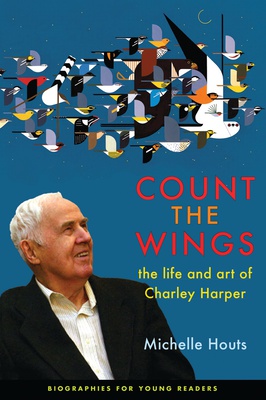 COUNT
THE
WINGS
the life and art of
Charley Harper
Michelle Houts
BIOGRAPHIES FOR YOUNG READERS